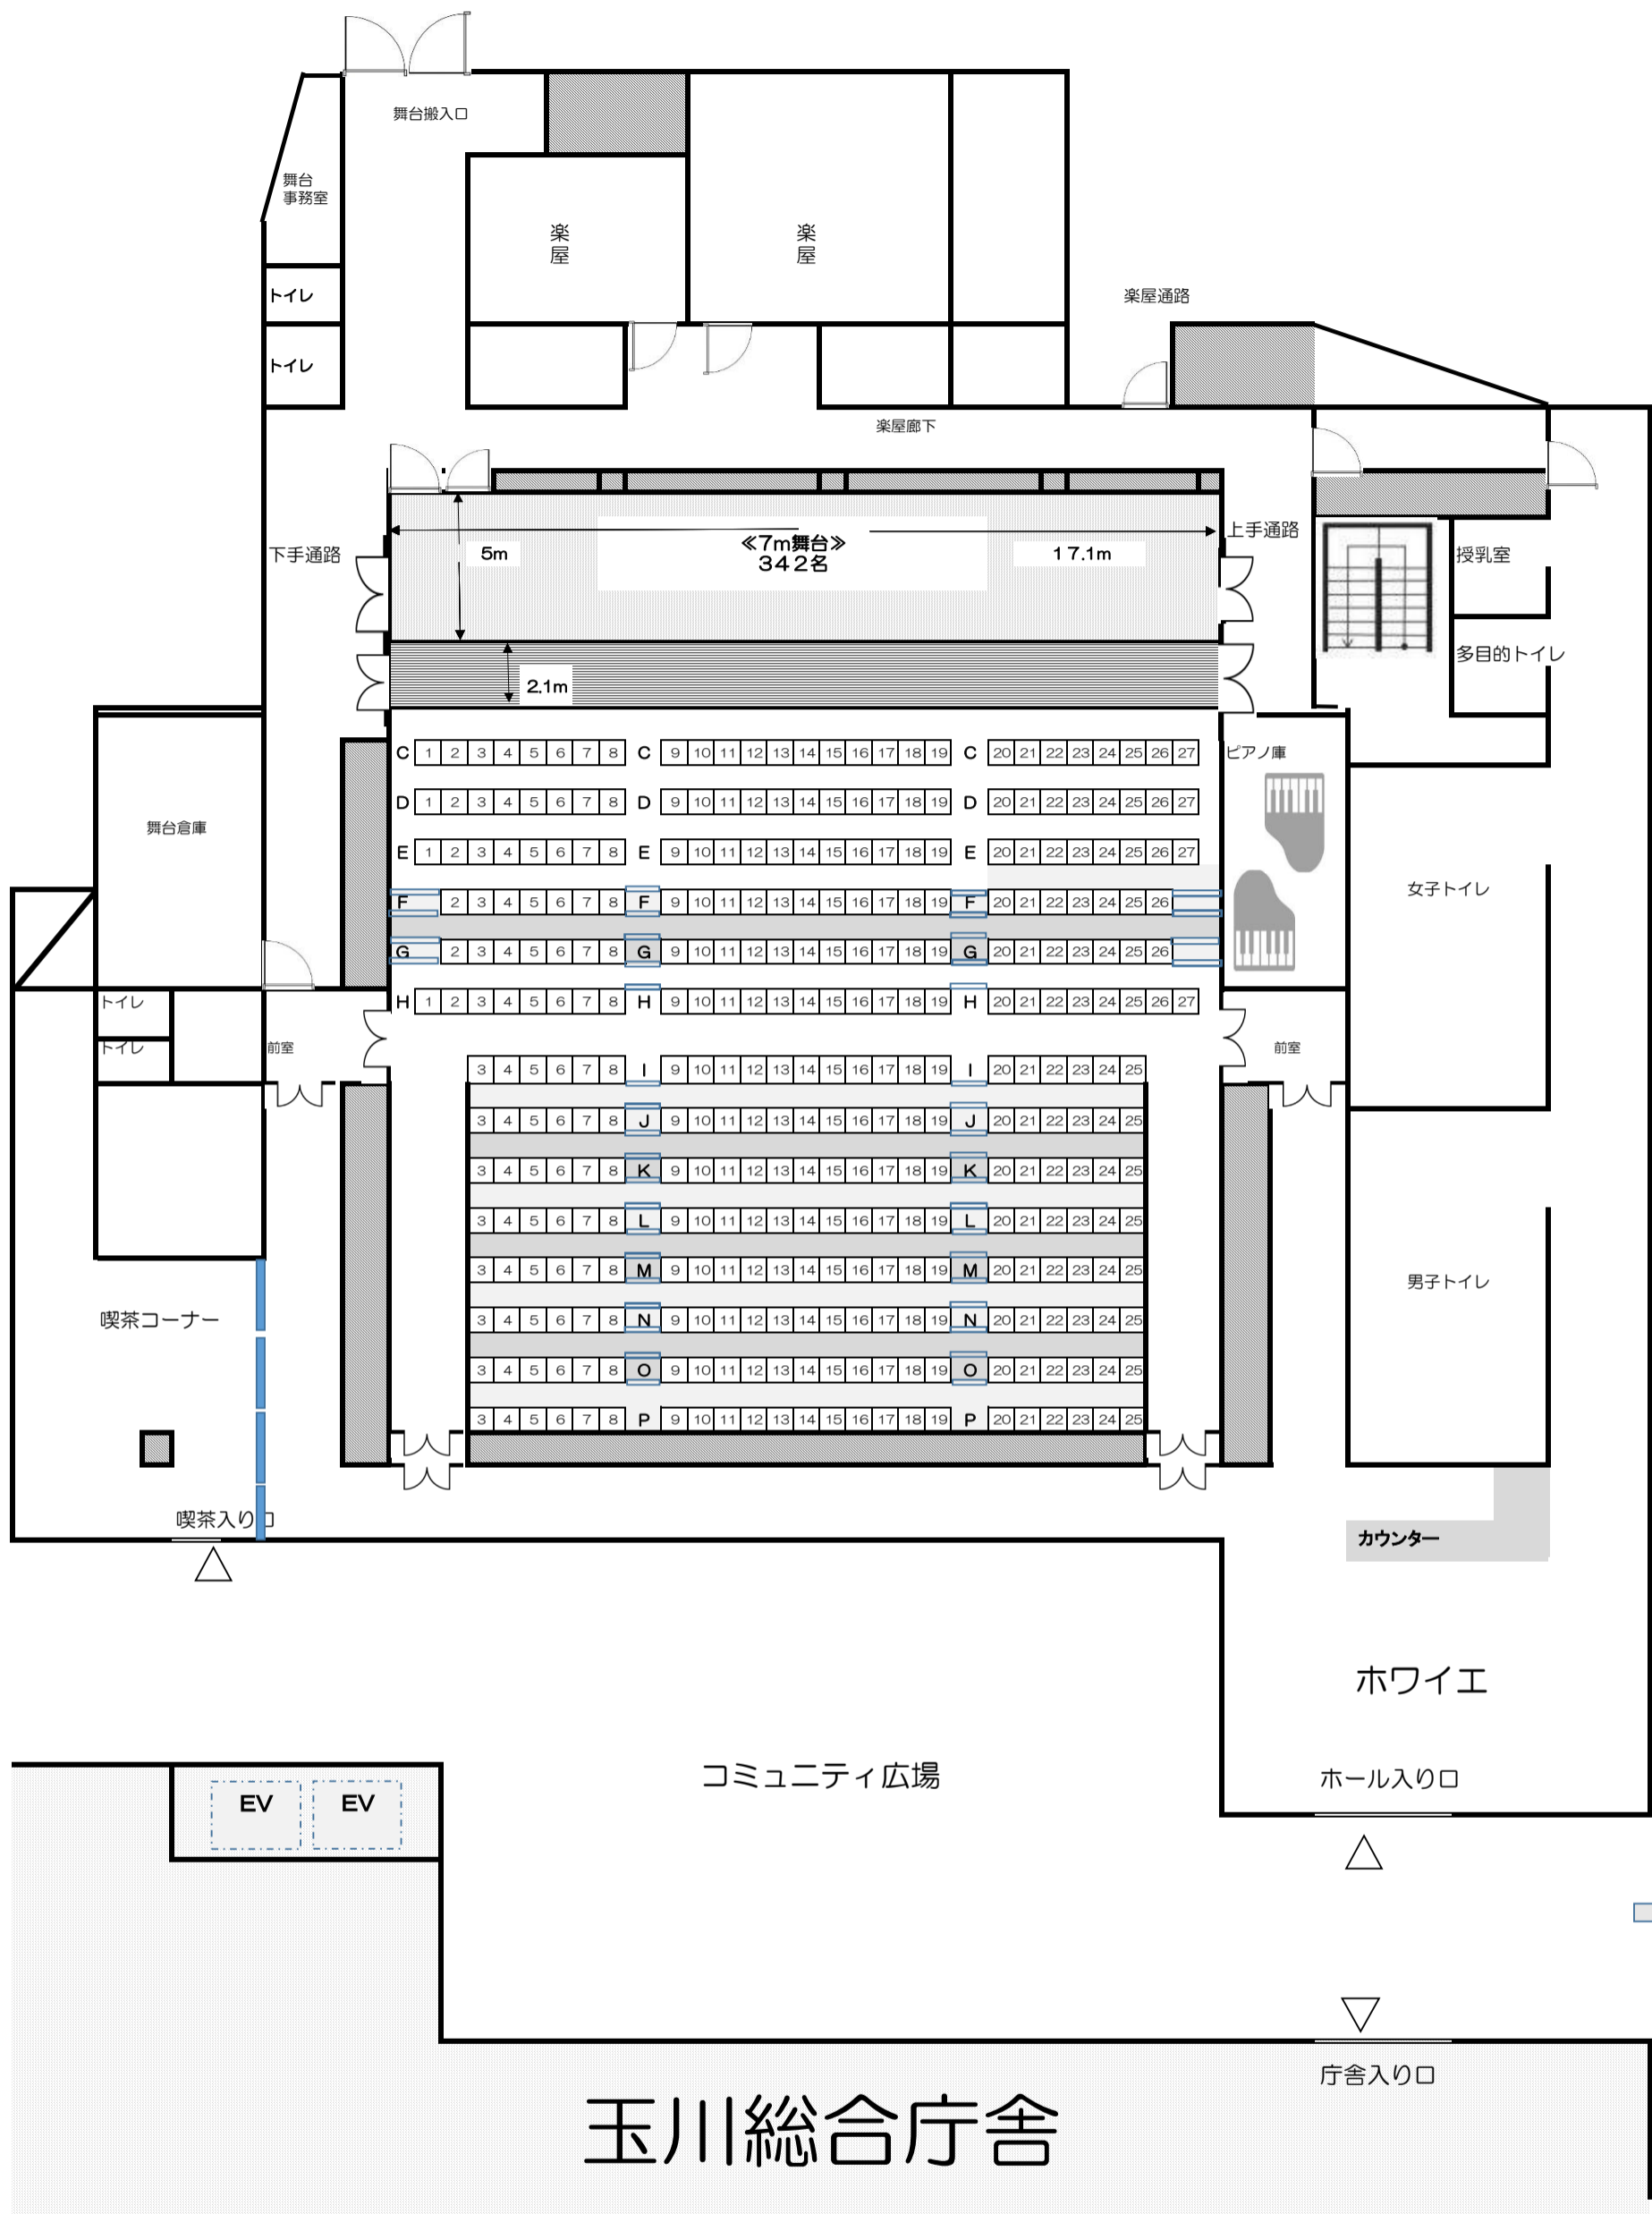 舞台搬入口
舞台
事務室
楽屋
楽屋
トイレ
楽屋通路
トイレ
楽屋廊下
≪7m舞台≫
342名
5m
17.1m
下手通路
上手通路
授乳室
多目的トイレ
2.1m
C 1 2 3 4 5 6 7 8 C 9 10 11 12 13 14 15 16 17 18 19 C 20 21 22 23 24 25 26 27
ピアノ庫
D 1 2 3 4 5 6 7 8 D 9 10 11 12 13 14 15 16 17 18 19 D 20 21 22 23 24 25 26 27
舞台倉庫
E 1 2 3 4 5 6 7 8 E 9 10 11 12 13 14 15 16 17 18 19 E 20 21 22 23 24 25 26 27
女子トイレ
F 2 3 4 5 6 7 8 F 9 10 11 12 13 14 15 16 17 18 19 F 20 21 22 23 24 25 26
G 2 3 4 5 6 7 8 G 9 10 11 12 13 14 15 16 17 18 19 G 20 21 22 23 24 25 26
H 1 2 3 4 5 6 7 8 H 9 10 11 12 13 14 15 16 17 18 19 H 20 21 22 23 24 25 26 27
トイレ
トイレ
前室
前室
3 4 5 6 7 8 I 9 10 11 12 13 14 15 16 17 18 19 I 20 21 22 23 24 25
3 4 5 6 7 8 J 9 10 11 12 13 14 15 16 17 18 19 J 20 21 22 23 24 25
3 4 5 6 7 8 K 9 10 11 12 13 14 15 16 17 18 19 K 20 21 22 23 24 25
3 4 5 6 7 8 L 9 10 11 12 13 14 15 16 17 18 19 L 20 21 22 23 24 25
3 4 5 6 7 8 M 9 10 11 12 13 14 15 16 17 18 19 M 20 21 22 23 24 25
男子トイレ
喫茶コーナー
3 4 5 6 7 8 N 9 10 11 12 13 14 15 16 17 18 19 N 20 21 22 23 24 25
3 4 5 6 7 8 O 9 10 11 12 13 14 15 16 17 18 19 O 20 21 22 23 24 25
3 4 5 6 7 8 P 9 10 11 12 13 14 15 16 17 18 19 P 20 21 22 23 24 25
喫茶入り口
カウンター
ホワイエ
コミュニティ広場
ホール入り口
EV
EV
庁舎入り口
玉川総合庁舎